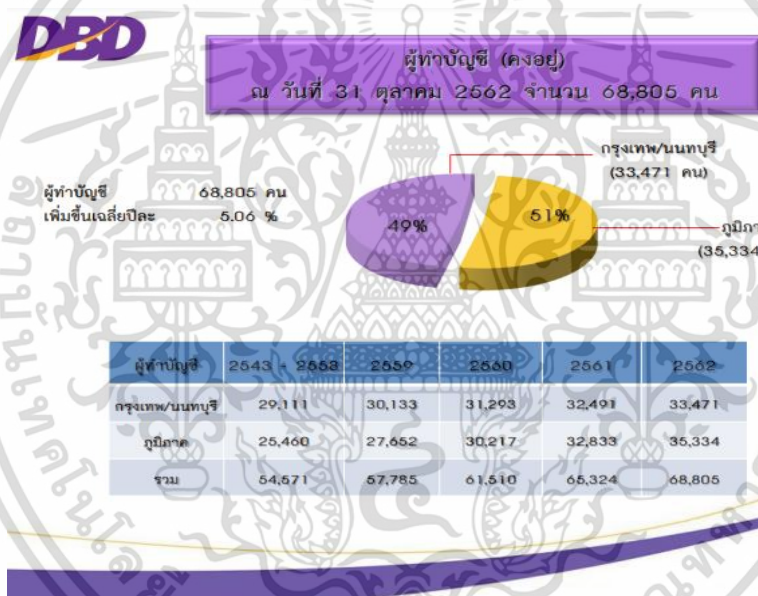 DBD
ผู้ทำบัญชี (คงอยู่)
ณ วันที่ 31 ตุลาคม 2562 จำนวน 68,805 คน
กรุงเทพ/นนทบุรี
(33,471 คน)
ผู้ทำบัญชี 68,805 คน
เพิ่มขึ้นเฉลี่ยปีละ 5.06 %
49%
51%
(35,334
ผู้ทำบัญชี 2543 - 2553 2559 2560 2561 2562
กรุงเทพ/นนทบุรี 29,111 30,133 31,293 32,491 33,471
ภูมิภาค 25,460 27,652 30,217 32,833 35,334
รวม 54,571 57,785 61,510 65,324 68,805